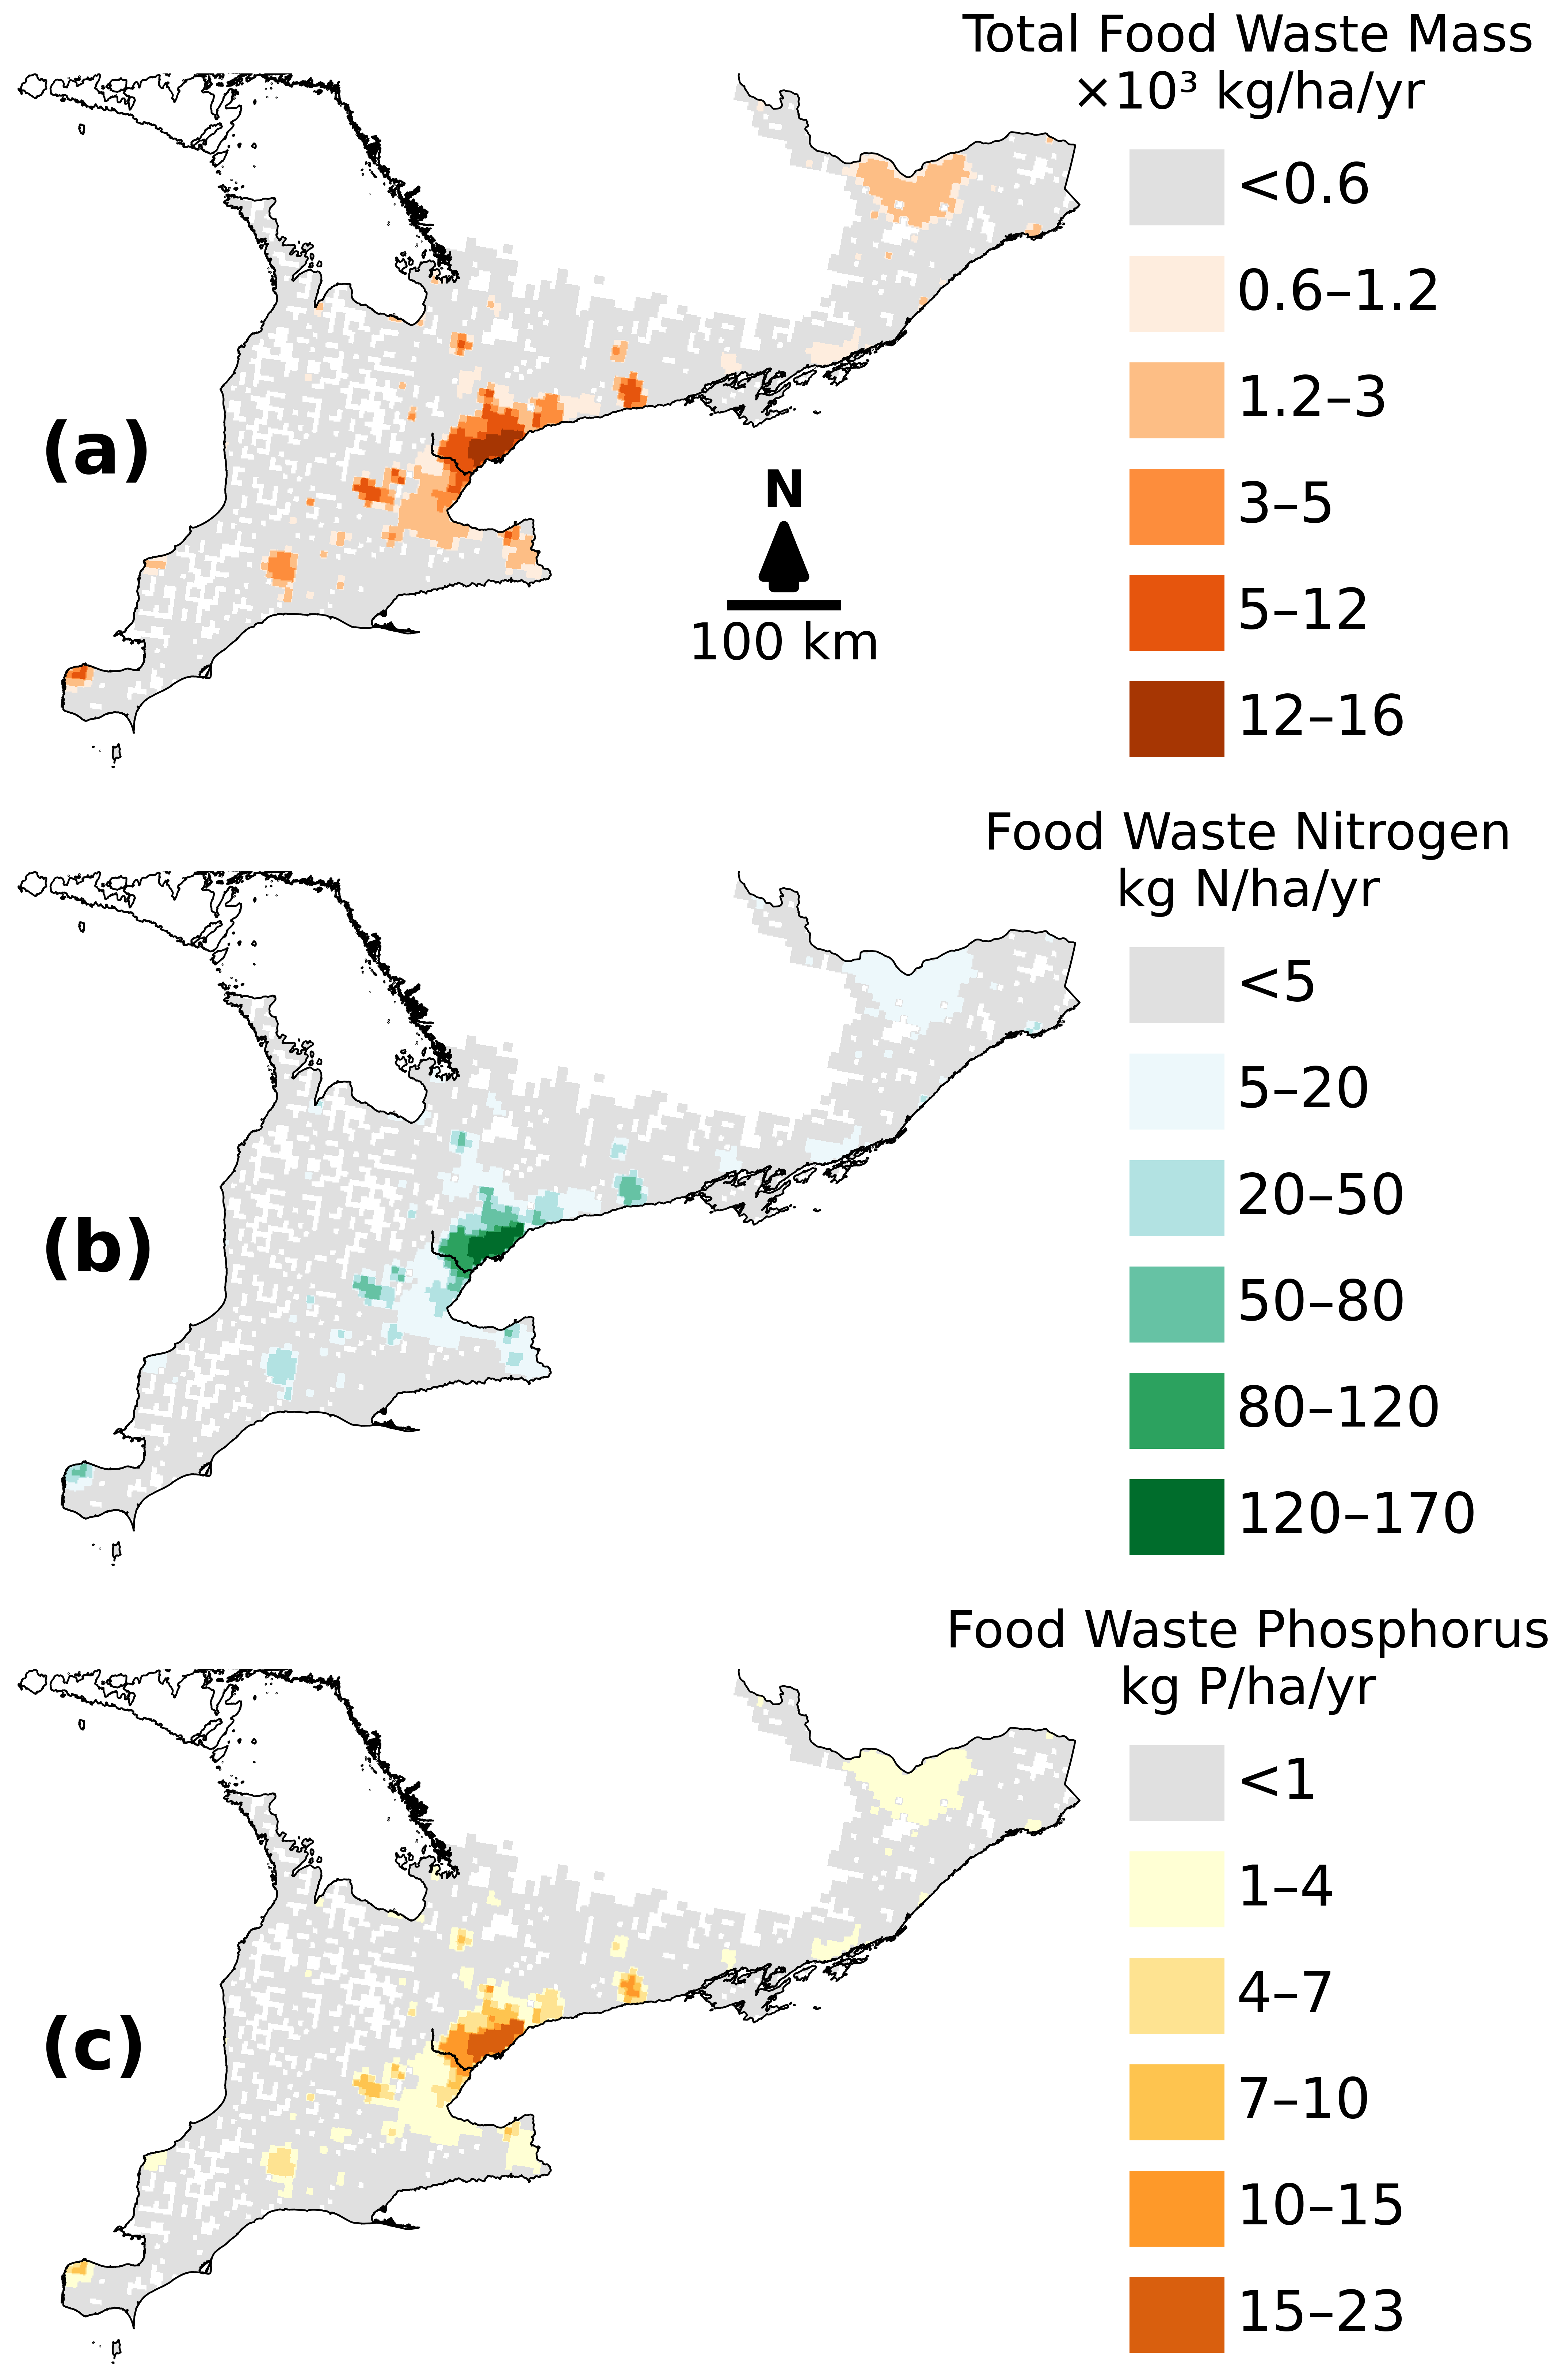 Total Food Waste Mass
×10³ kg/ha/yr
<0.6
0.6–1.2
1.2–3
3–5
5–12
12–16
(a)
N
100 km
Food Waste Nitrogen
kg N/ha/yr
<5
5–20
20–50
50–80
80–120
120–170
(b)
Food Waste Phosphorus
kg P/ha/yr
<1
1–4
4–7
7–10
10–15
15–23
(c)